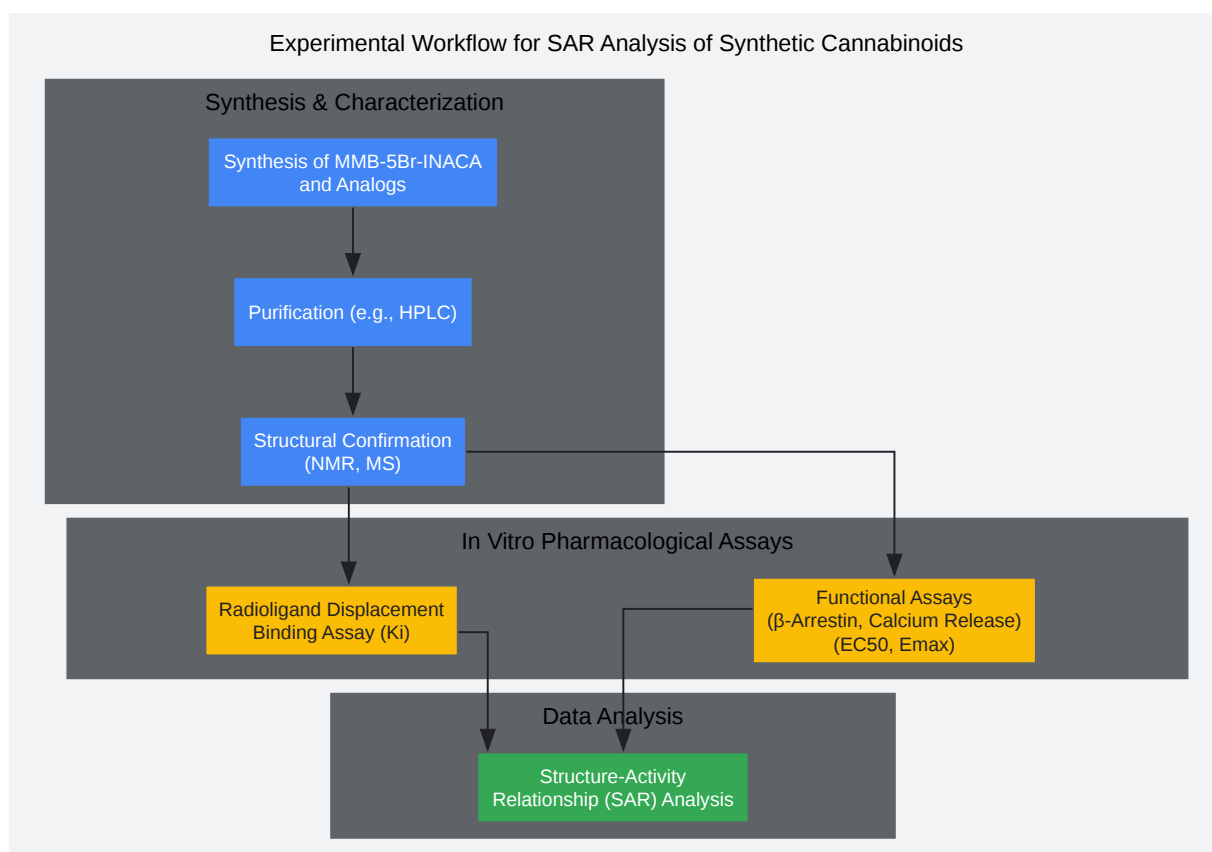 Experimental Workflow for SAR Analysis of Synthetic Cannabinoids
Synthesis & Characterization
Synthesis of MMB-5Br-INACA
and Analogs
Purification (e.g., HPLC)
Structural Confirmation
(NMR, MS)
In Vitro Pharmacological Assays
Radioligand Displacement
Binding Assay (Ki)
Functional Assays
(β-Arrestin, Calcium Release)
(EC50, Emax)
Data Analysis
Structure-Activity
Relationship (SAR) Analysis